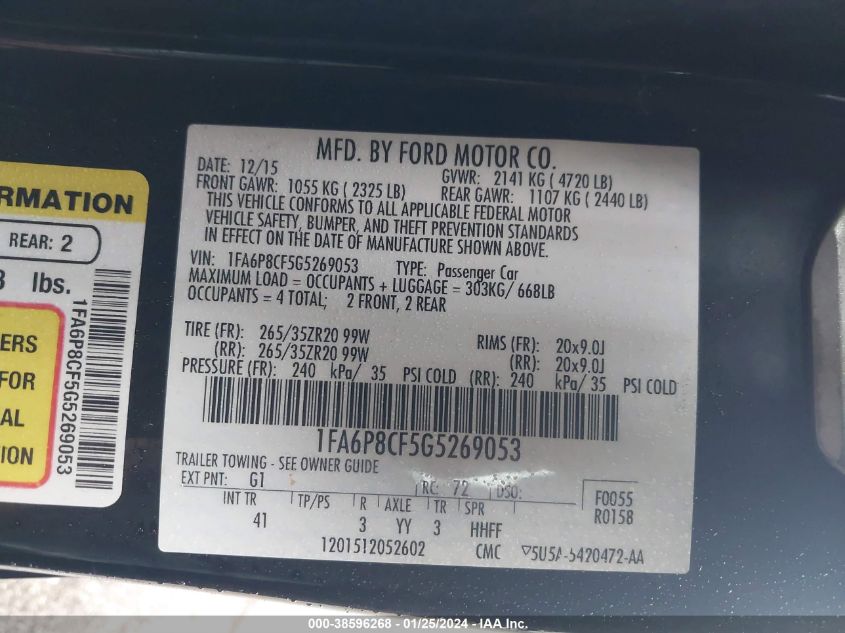 MFD. BY FORD MOTOR CO.
DATE: 12/15 GVWR: 2141 KG ( 4720 LB)
FRONT GAWR: 1055 KG ( 2325 LB) REAR GAWR: 1107 KG ( 2440 LB)
THIS VEHICLE CONFORMS TO ALL APPLICABLE FEDERAL MOTOR
VEHICLE SAFETY, BUMPER, AND THEFT PREVENTION STANDARDS
IN EFFECT ON THE DATE OF MANUFACTURE SHOWN ABOVE.
VIN: 1FA6P8CF5G5269053 TYPE: Passenger Car
MAXIMUM LOAD = OCCUPANTS + LUGGAGE = 303KG/ 668LB
OCCUPANTS = 4 TOTAL; 2 FRONT, 2 REAR
TIRE (FR): 265/35ZR20 99W RIMS (FR): 20x9.0J
(RR): 265/35ZR20 99W (RR): 20x9.0J
PRESSURE (FR): 240 kPa/ 35 PSI COLD (RR): 240 kPa/ 35 PSI COLD
1FA6P8CF5G5269053
TRAILER TOWING - SEE OWNER GUIDE
EXT PNT: G1 RC: 72 DSO: F0055
R0158
INT TR TP/PS R AXLE TR SPR
41 3 YY 3 HHFF
1201512052602 CMC 5U5A-5420472-AA
RMATION
REAR: 2
lbs.
ERS
FOR
AL
ION
1FA6P8CF5G5269053
000-38596268 - 01/25/2024 - IAA Inc.